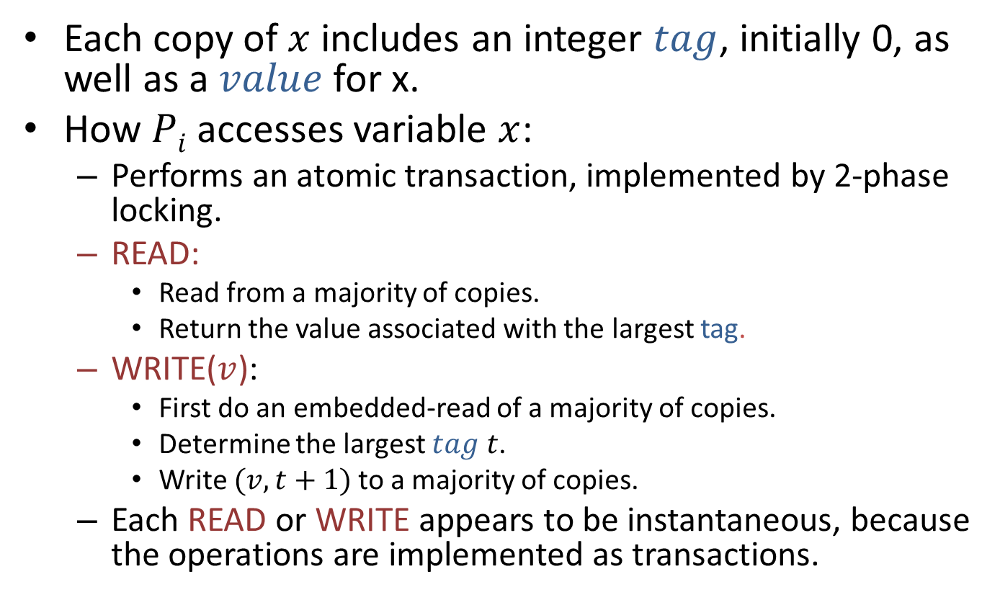 • Each copy of x includes an integer tag, initially 0, as
well as a value for x.
• How Pᵢ accesses variable x:
– Performs an atomic transaction, implemented by 2-phase
locking.
– READ:
• Read from a majority of copies.
• Return the value associated with the largest tag.
– WRITE(v):
• First do an embedded-read of a majority of copies.
• Determine the largest tag t.
• Write (v, t + 1) to a majority of copies.
– Each READ or WRITE appears to be instantaneous, because
the operations are implemented as transactions.